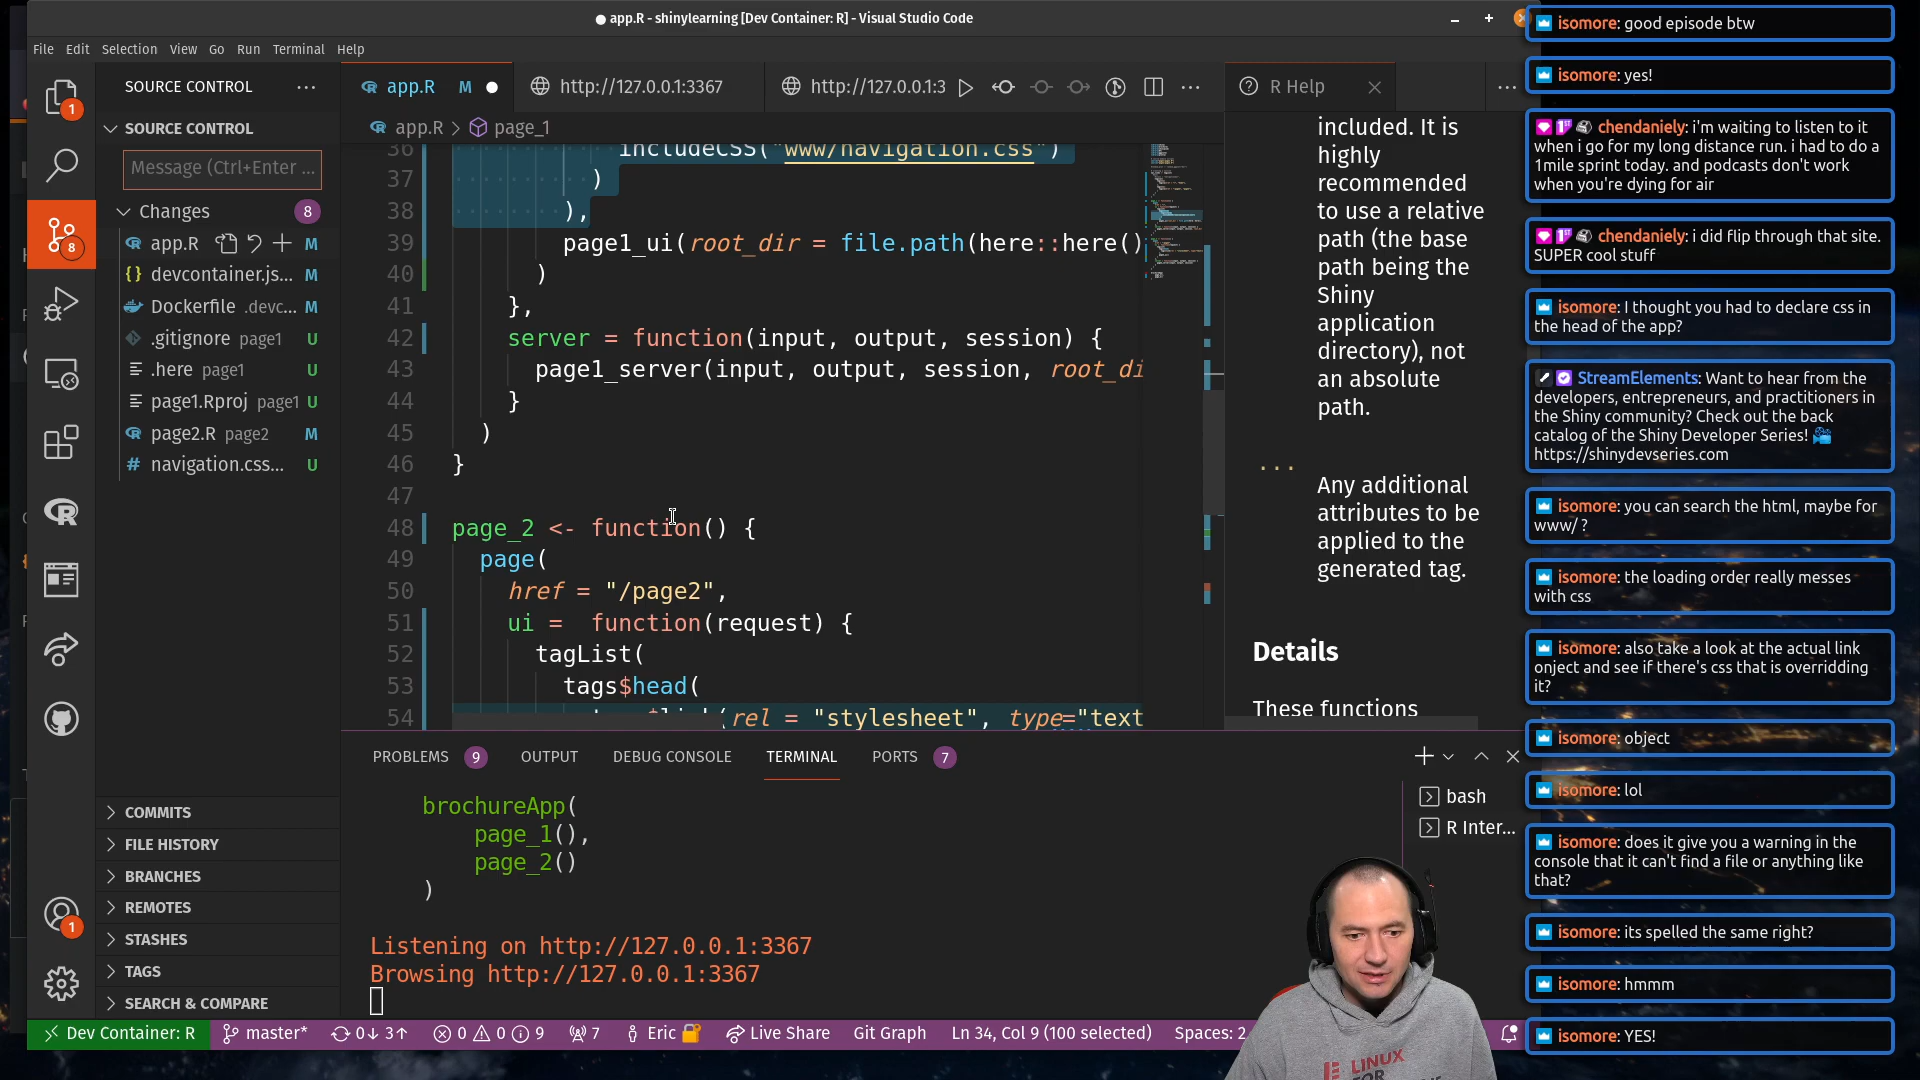 app.R - shinylearning [Dev Container: R] - Visual Studio Code
File Edit Selection View Go Run Terminal Help
SOURCE CONTROL
SOURCE CONTROL
Message (Ctrl+Enter ...
Changes 8
app.R M
devcontainer.js... M
Dockerfile .devc... M
.gitignore page1 U
.here page1 U
page1.Rproj page1 U
page2.R page2 M
navigation.css... U
COMMITS
FILE HISTORY
BRANCHES
REMOTES
STASHES
TAGS
SEARCH & COMPARE
app.R M
http://127.0.0.1:3367
http://127.0.0.1:3
app.R > page_1
36 includeCSS("www/navigation.css")
37 )
38 ),
39 page1_ui(root_dir = file.path(here::here()
40 )
41 },
42 server = function(input, output, session) {
43 page1_server(input, output, session, root_di
44 }
45 )
46 }
47
48 page_2 <- function() {
49 page(
50 href = "/page2",
51 ui = function(request) {
52 tagList(
53 tags$head(
54 (rel = "stylesheet", type="text
R Help
included. It is
highly
recommended
to use a relative
path (the base
path being the
Shiny
application
directory), not
an absolute
path.
...
Any additional
attributes to be
applied to the
generated tag.
Details
These functions
PROBLEMS 9 OUTPUT DEBUG CONSOLE TERMINAL PORTS 7
brochureApp(
page_1(),
page_2()
)
Listening on http://127.0.0.1:3367
Browsing http://127.0.0.1:3367
bash
R Inter...
Dev Container: R master* 0↓ 3↑ 0 0 9 7 Eric Live Share Git Graph Ln 34, Col 9 (100 selected) Spaces: 2
isomore: good episode btw
isomore: yes!
chendaniely: i'm waiting to listen to it
when i go for my long distance run. i had to do a
1mile sprint today. and podcasts don't work
when you're dying for air
chendaniely: i did flip through that site.
SUPER cool stuff
isomore: I thought you had to declare css in
the head of the app?
StreamElements: Want to hear from the
developers, entrepreneurs, and practitioners in
the Shiny community? Check out the back
catalog of the Shiny Developer Series!
https://shinydevseries.com
isomore: you can search the html, maybe for
www/ ?
isomore: the loading order really messes
with css
isomore: also take a look at the actual link
onject and see if there's css that is overridding
it?
isomore: object
isomore: lol
isomore: does it give you a warning in the
console that it can't find a file or anything like
that?
isomore: its spelled the same right?
isomore: hmmm
isomore: YES!
LINUX
FOR